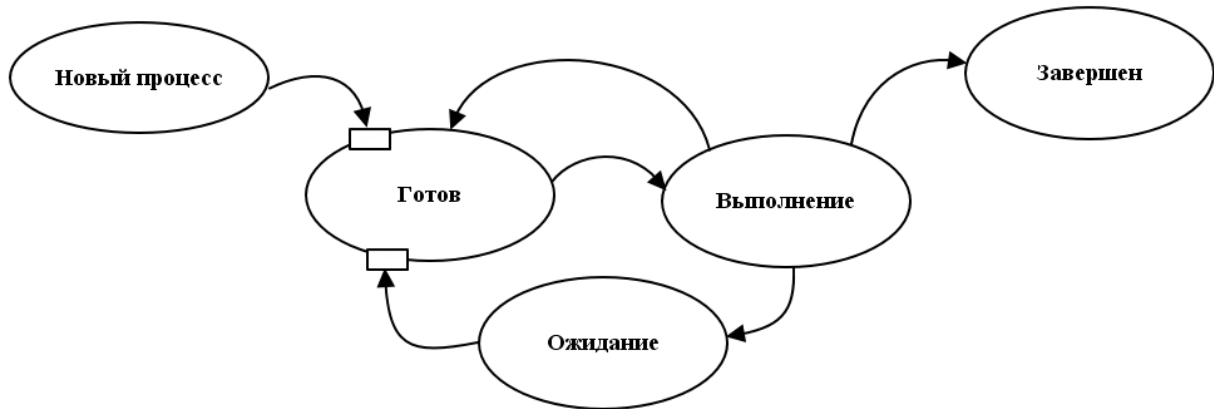 Новый процесс
Завершен
Готов
Выполнение
Ожидание